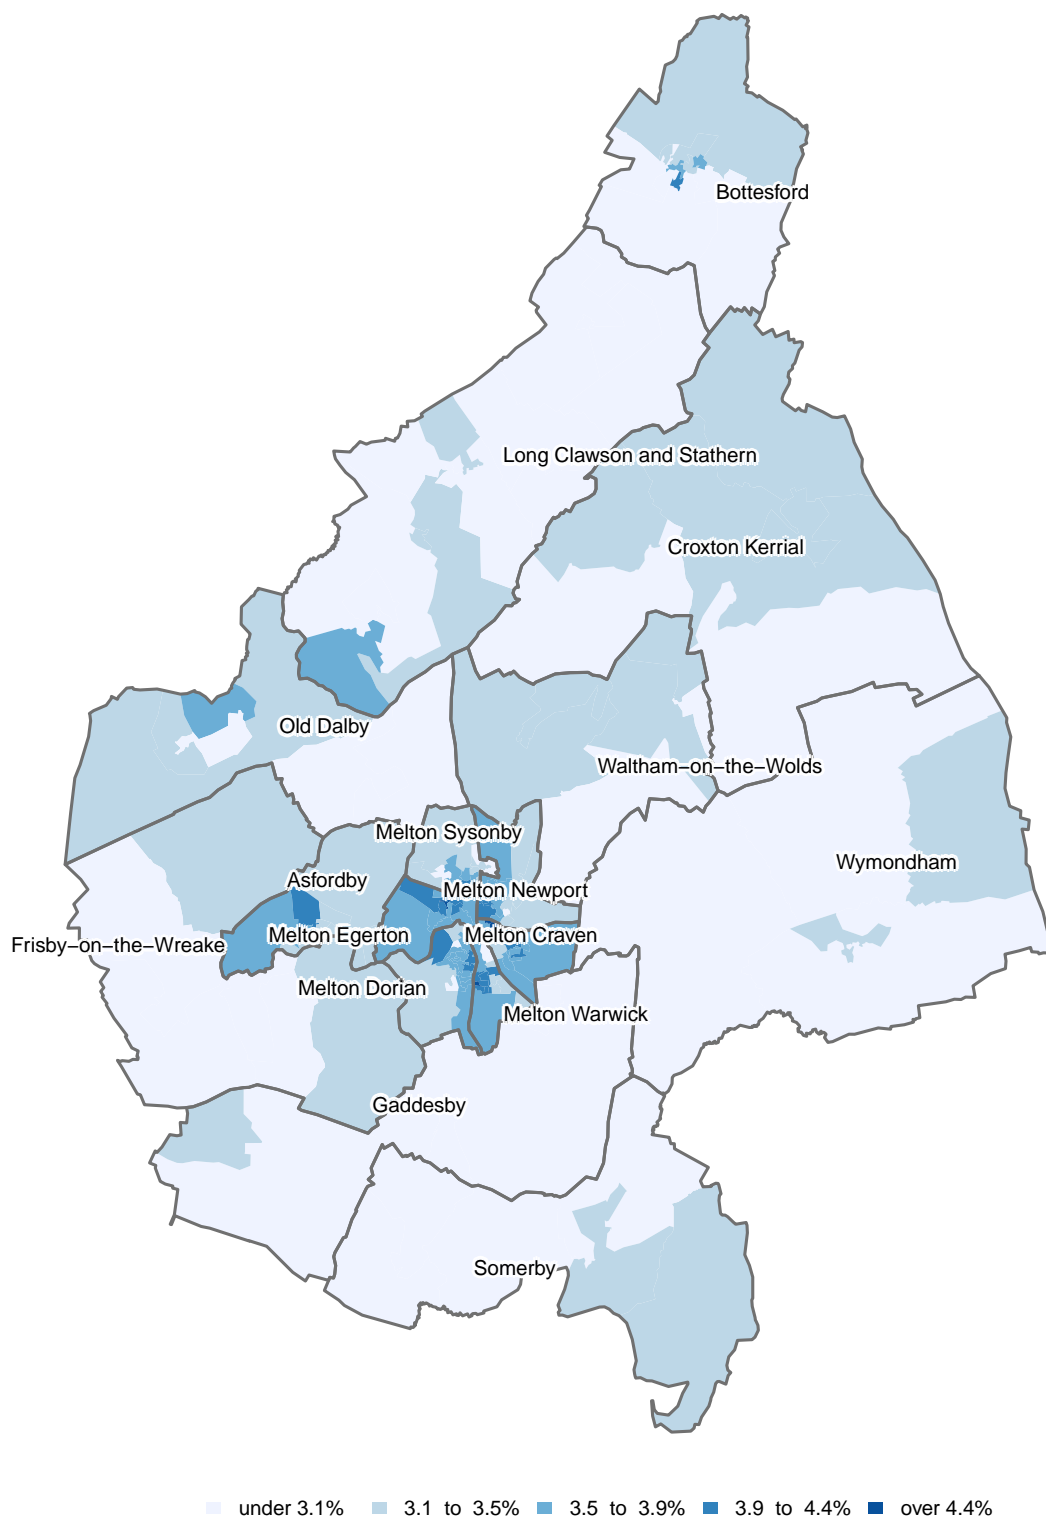 Bottesford
Long Clawson and Stathern
Croxton Kerrial
Old Dalby
Waltham−on−the−Wolds
Melton Sysonby
Wymondham
Asfordby
Melton Newport
Frisby−on−the−Wreake
Melton Egerton
Melton Craven
Melton Dorian
Melton Warwick
Gaddesby
Somerby
under 3.1%
3.1 to 3.5%
3.5 to 3.9%
3.9 to 4.4%
over 4.4%